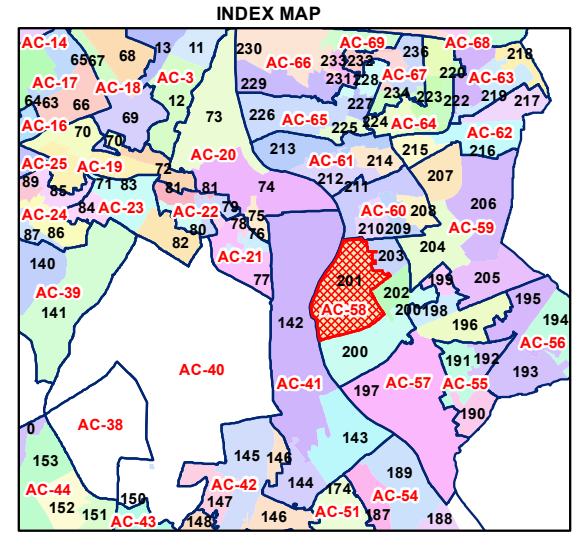 INDEX MAP
AC-14 13 11 230 AC-69 236 AC-68
6567 68 AC-3 AC-66 233232 218
AC-17 231228 AC-67 220 AC-63
AC-18 229 234 223 222 219 217
6463 66 12 227
69 73 226 AC-65 224 AC-64
AC-16 70 225 AC-62
70 213 215 216
AC-25 AC-19 72 AC-20 AC-61 214 207
89 85 71 83 81 81 74 212 211 206
84 AC-23 AC-22 79 75 AC-60 208 AC-59
AC-24 80 78 76 210 209
87 86 82 AC-21 204
140 77 203
AC-39 201 199 205
141 202 195
142 AC-58 200 198 194
196 AC-56
200 191 192 193
AC-40 AC-41 197 AC-57 AC-55
190
AC-38
0 143
153 145 146 189
AC-44 AC-42 144 174 AC-54
152 151 150 147 AC-51 187 188
AC-43 148 146